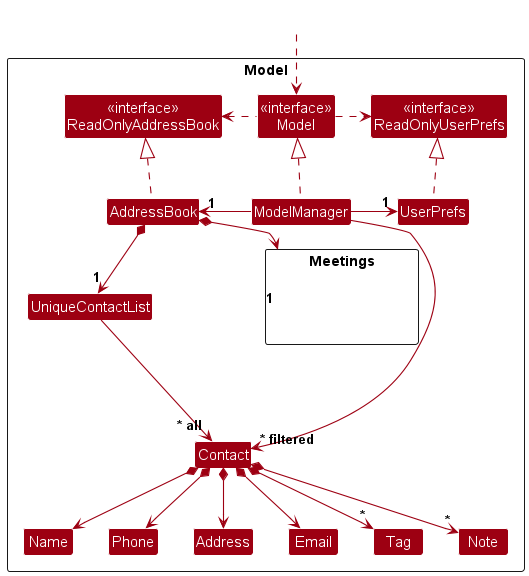 Model
«interface»
ReadOnlyAddressBook
«interface»
Model
«interface»
ReadOnlyUserPrefs
AddressBook
1
ModelManager
1
UserPrefs
Meetings
1
UniqueContactList
1
* all
* filtered
Contact
*
*
Name
Phone
Address
Email
Tag
Note